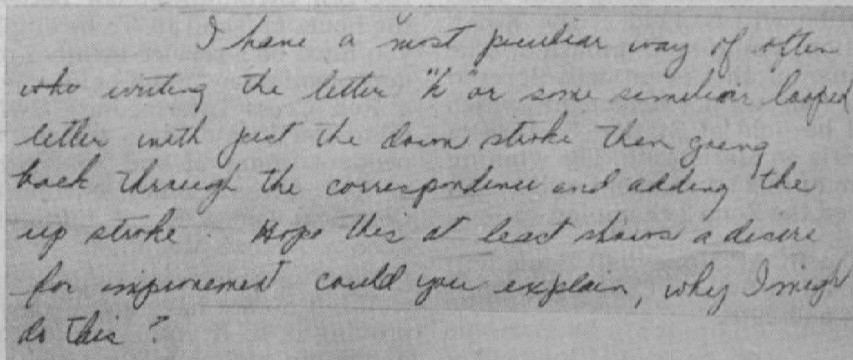 I have a most peculiar way of often
who writing the letter "h" or some similiar looped
letter with just the down stroke then going
back through the correspondence and adding the
up stroke. Hope this at least shows a desire
for improvement could you explain, why I might
do this?